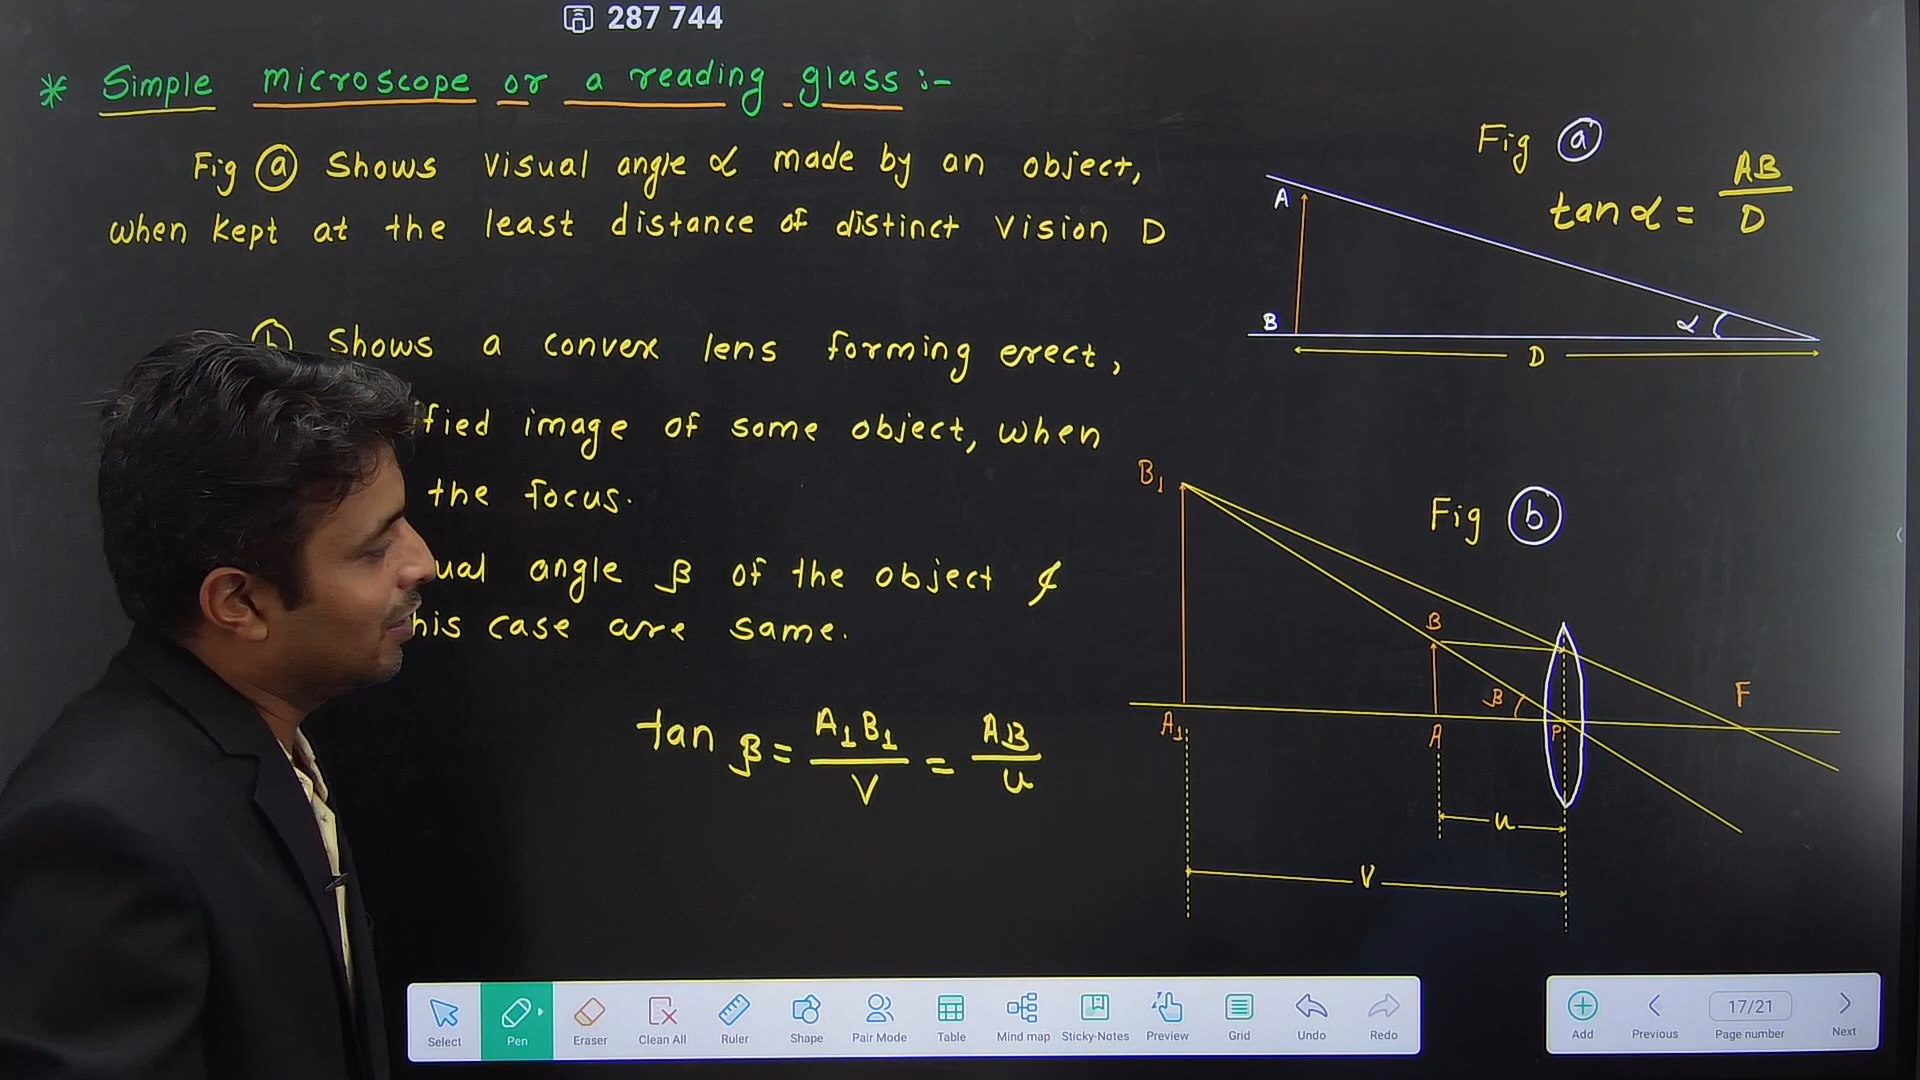 287 744
* Simple microscope or a reading glass :-
Fig (a) Shows visual angle α made by an object,
when kept at the least distance of distinct vision D
Shows a convex lens forming erect,
fied image of some object, when
the focus.
ual angle β of the object &
his case are same.
tan β = A₁B₁/V = AB/u
Fig (a)
tan α = AB/D
A
B
α
D
Fig (b)
B₁
B
β
F
A₁
A
P
u
V
Select
Pen
Eraser
Clean All
Ruler
Shape
Pair Mode
Table
Mind map
Sticky-Notes
Preview
Grid
Undo
Redo
Add
Previous
17/21
Page number
Next